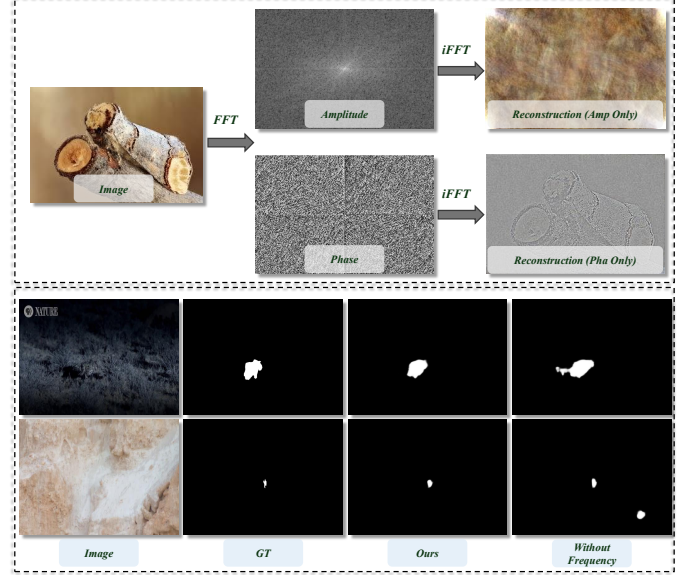 iFFT
Amplitude
Reconstruction (Amp Only)
FFT
Image
iFFT
Phase
Reconstruction (Pha Only)
NATURE
Image
GT
Ours
Without
Frequency